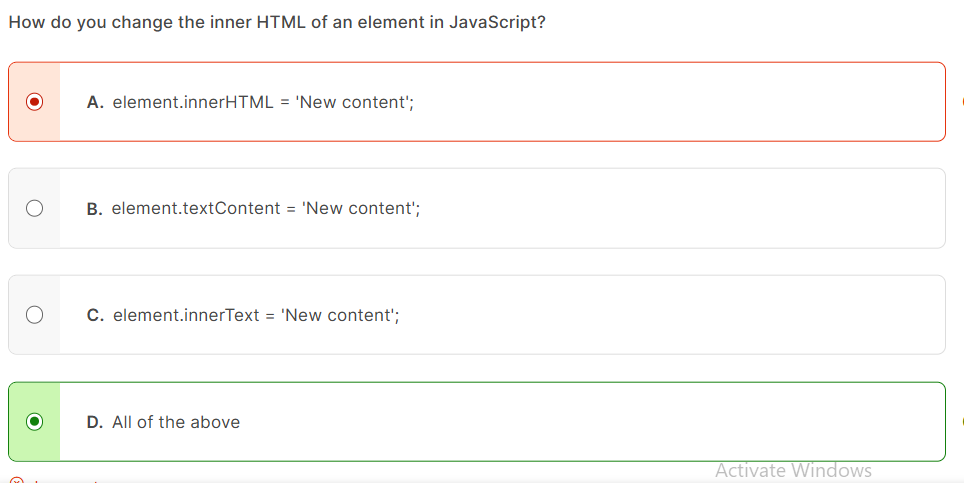 How do you change the inner HTML of an element in JavaScript?
A. element.innerHTML = 'New content';
B. element.textContent = 'New content';
C. element.innerText = 'New content';
D. All of the above
Activate Windows